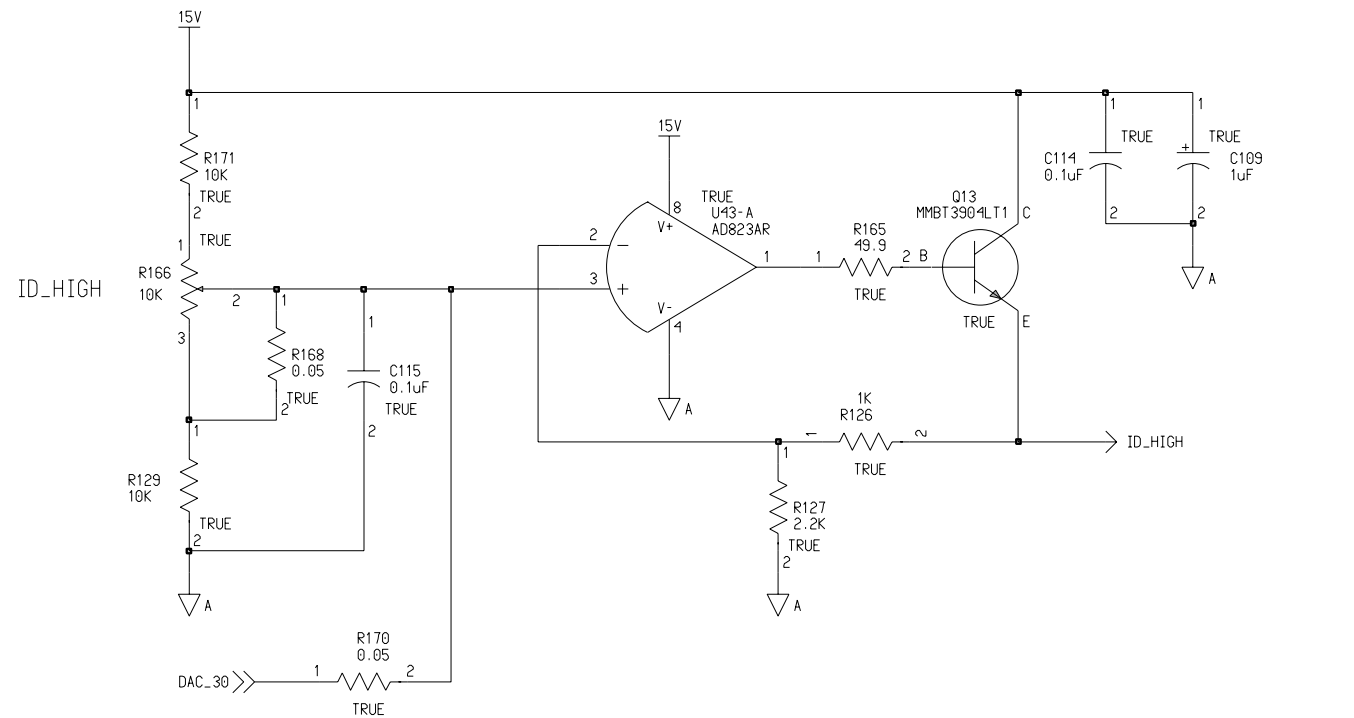 15V
1
R171
10K
TRUE
2
TRUE
1
R166
10K
2
3
ID_HIGH
1
R168
0.05
TRUE
2
1
C115
0.1uF
TRUE
2
1
R129
10K
TRUE
2
A
DAC_30
1
R170
0.05
2
TRUE
15V
8
TRUE
U43-A
AD823AR
V+
2
−
3
+
V-
4
1
A
1
R165
49.9
2
TRUE
B
Q13
MMBT3904LT1
C
TRUE
E
1K
R126
1
2
TRUE
ID_HIGH
1
R127
2.2K
TRUE
2
A
1
TRUE
C114
0.1uF
2
1
TRUE
+
C109
1uF
2
A